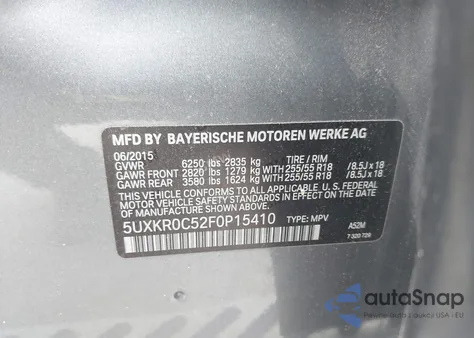 MFD BY BAYERISCHE MOTOREN WERKE AG
06/2015
GVWR 6250 lbs 2835 kg TIRE / RIM
GAWR FRONT 2820 lbs 1279 kg WITH 255/55 R18 / 8.5J x 18
GAWR REAR 3580 lbs 1624 kg WITH 255/55 R18 / 8.5J x 18
THIS VEHICLE CONFORMS TO ALL APPLICABLE U. S. FEDERAL
SAFETY STANDARDS IN EFFECT ON THE DATE OF
MANUFACTURE SHOWN ABOVE.
5UXKR0C52F0P15410 TYPE: MPV A52M
7 320 729
autoSnap